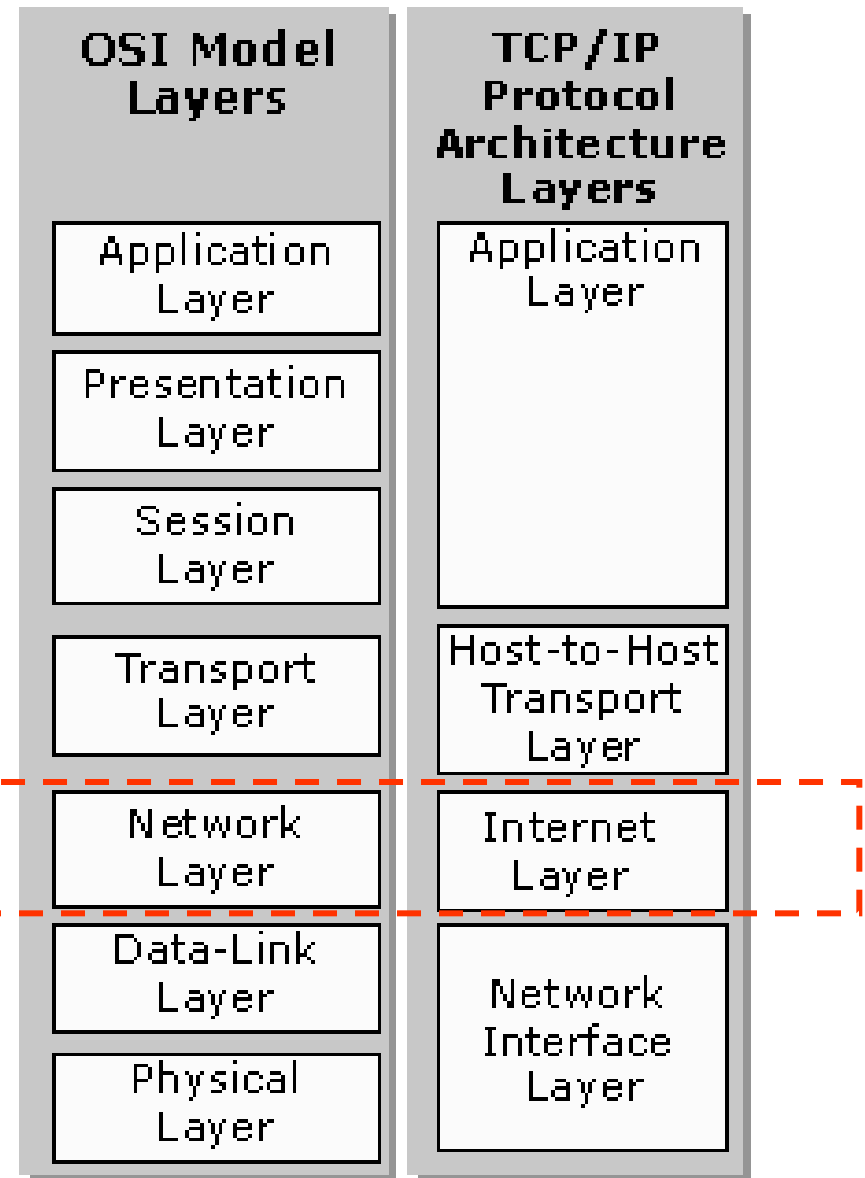 OSI Model
Layers
Application
Layer
Presentation
Layer
Session
Layer
Transport
Layer
Network
Layer
Data-Link
Layer
Physical
Layer
TCP/IP
Protocol
Architecture
Layers
Application
Layer
Host-to-Host
Transport
Layer
Internet
Layer
Network
Interface
Layer